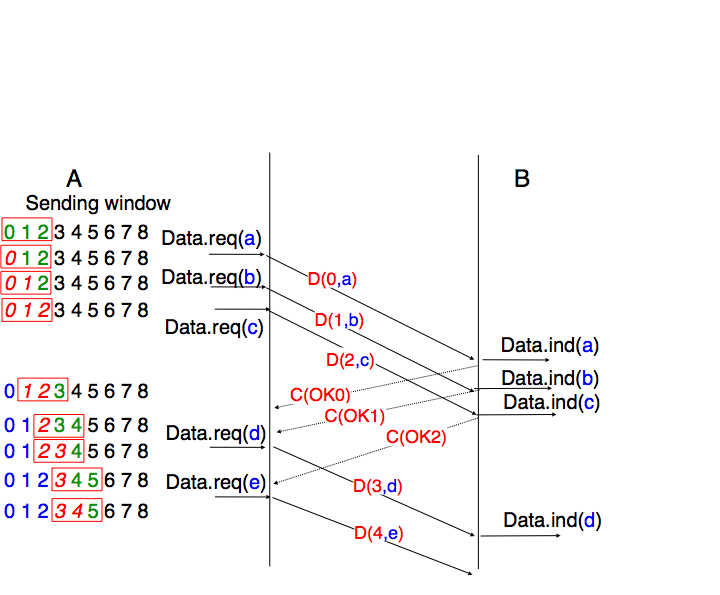 A
B
Sending window
0 1 2 3 4 5 6 7 8
Data.req(a)
0 1 2 3 4 5 6 7 8
Data.req(b)
D(0,a)
0 1 2 3 4 5 6 7 8
0 1 2 3 4 5 6 7 8
Data.req(c)
D(1,b)
D(2,c)
Data.ind(a)
Data.ind(b)
0 1 2 3 4 5 6 7 8
C(OK0)
Data.ind(c)
C(OK1)
0 1 2 3 4 5 6 7 8
Data.req(d)
C(OK2)
0 1 2 3 4 5 6 7 8
0 1 2 3 4 5 6 7 8
Data.req(e)
D(3,d)
0 1 2 3 4 5 6 7 8
Data.ind(d)
D(4,e)